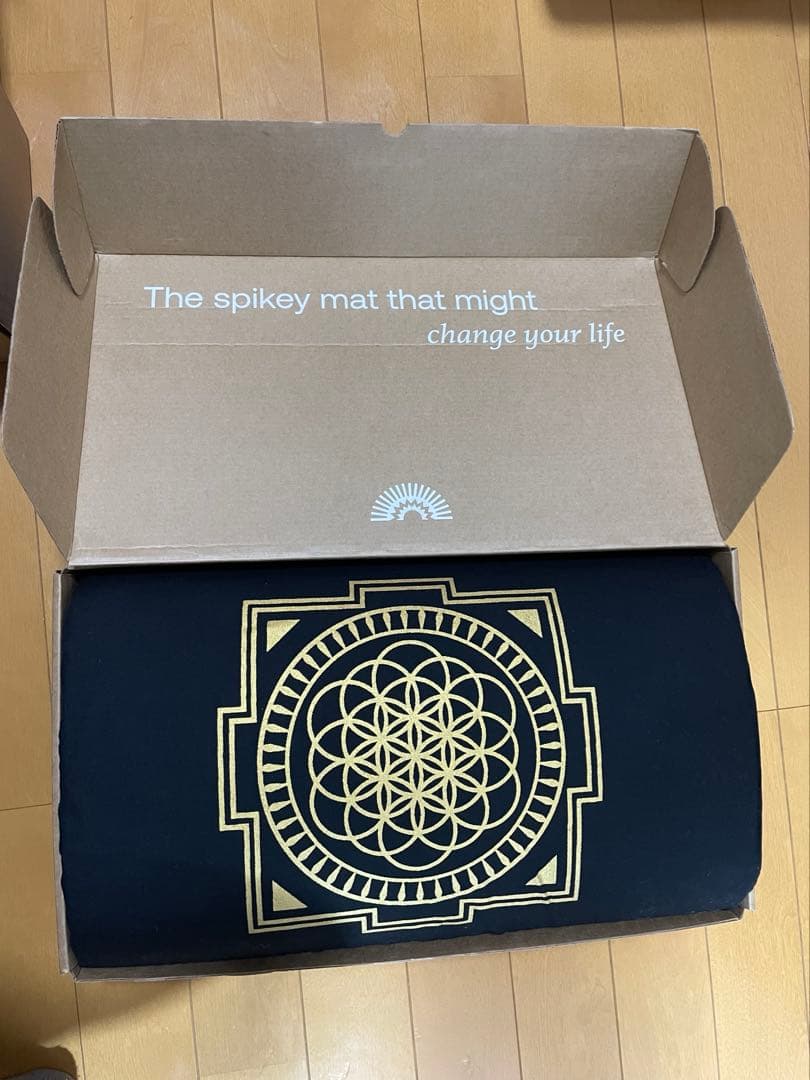 The spikey mat that might
change your life